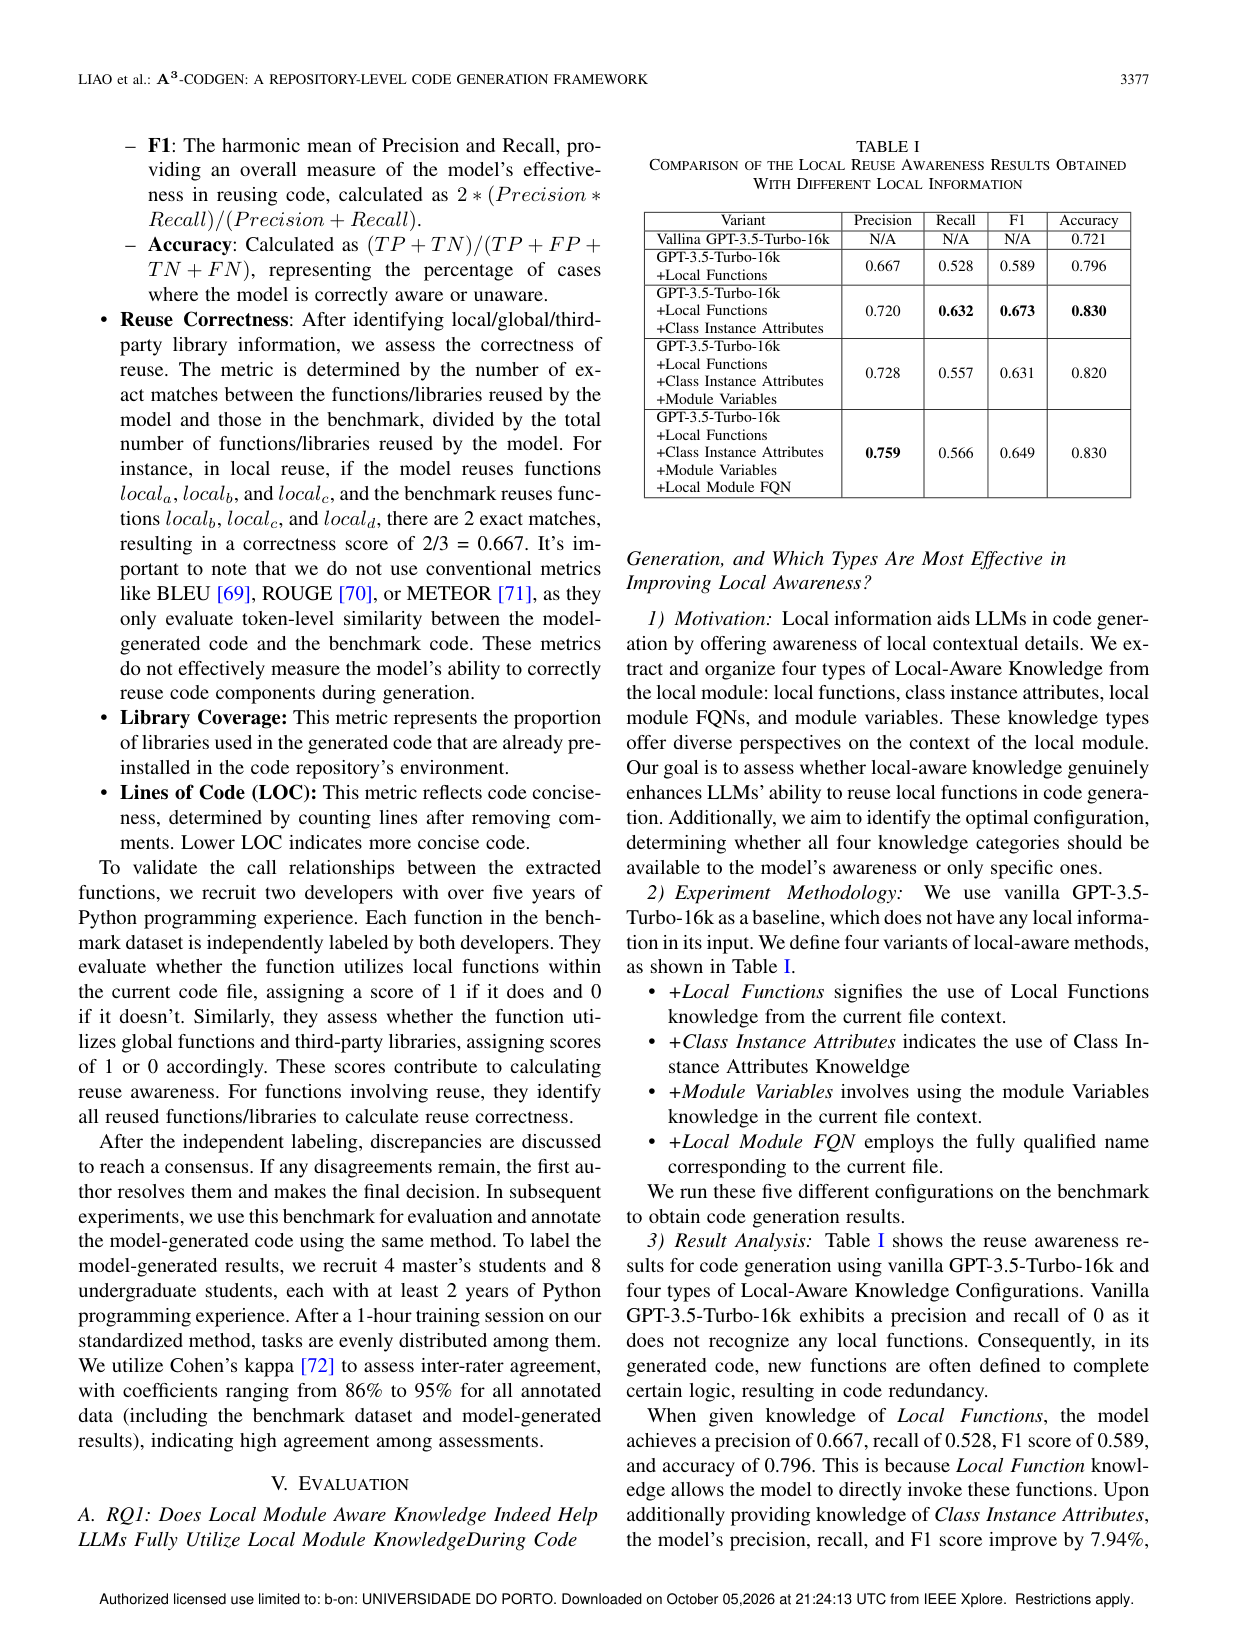 LIAO et al.: A³-CODGEN: A REPOSITORY-LEVEL CODE GENERATION FRAMEWORK 3377
– F1: The harmonic mean of Precision and Recall, pro-
viding an overall measure of the model's effective-
ness in reusing code, calculated as 2 ∗ (Precision ∗
Recall)/(Precision + Recall).
– Accuracy: Calculated as (TP + TN)/(TP + FP +
TN + FN), representing the percentage of cases
where the model is correctly aware or unaware.
• Reuse Correctness: After identifying local/global/third-
party library information, we assess the correctness of
reuse. The metric is determined by the number of ex-
act matches between the functions/libraries reused by the
model and those in the benchmark, divided by the total
number of functions/libraries reused by the model. For
instance, in local reuse, if the model reuses functions
local_a, local_b, and local_c, and the benchmark reuses func-
tions local_b, local_c, and local_d, there are 2 exact matches,
resulting in a correctness score of 2/3 = 0.667. It's im-
portant to note that we do not use conventional metrics
like BLEU [69], ROUGE [70], or METEOR [71], as they
only evaluate token-level similarity between the model-
generated code and the benchmark code. These metrics
do not effectively measure the model's ability to correctly
reuse code components during generation.
• Library Coverage: This metric represents the proportion
of libraries used in the generated code that are already pre-
installed in the code repository's environment.
• Lines of Code (LOC): This metric reflects code concise-
ness, determined by counting lines after removing com-
ments. Lower LOC indicates more concise code.
To validate the call relationships between the extracted
functions, we recruit two developers with over five years of
Python programming experience. Each function in the bench-
mark dataset is independently labeled by both developers. They
evaluate whether the function utilizes local functions within
the current code file, assigning a score of 1 if it does and 0
if it doesn't. Similarly, they assess whether the function uti-
lizes global functions and third-party libraries, assigning scores
of 1 or 0 accordingly. These scores contribute to calculating
reuse awareness. For functions involving reuse, they identify
all reused functions/libraries to calculate reuse correctness.
After the independent labeling, discrepancies are discussed
to reach a consensus. If any disagreements remain, the first au-
thor resolves them and makes the final decision. In subsequent
experiments, we use this benchmark for evaluation and annotate
the model-generated code using the same method. To label the
model-generated results, we recruit 4 master's students and 8
undergraduate students, each with at least 2 years of Python
programming experience. After a 1-hour training session on our
standardized method, tasks are evenly distributed among them.
We utilize Cohen's kappa [72] to assess inter-rater agreement,
with coefficients ranging from 86% to 95% for all annotated
data (including the benchmark dataset and model-generated
results), indicating high agreement among assessments.
V. EVALUATION
A. RQ1: Does Local Module Aware Knowledge Indeed Help
LLMs Fully Utilize Local Module KnowledgeDuring Code
TABLE I
COMPARISON OF THE LOCAL REUSE AWARENESS RESULTS OBTAINED
WITH DIFFERENT LOCAL INFORMATION
Variant Precision Recall F1 Accuracy
Vallina GPT-3.5-Turbo-16k N/A N/A N/A 0.721
GPT-3.5-Turbo-16k
+Local Functions 0.667 0.528 0.589 0.796
GPT-3.5-Turbo-16k
+Local Functions 0.720 0.632 0.673 0.830
+Class Instance Attributes
GPT-3.5-Turbo-16k
+Local Functions 0.728 0.557 0.631 0.820
+Class Instance Attributes
+Module Variables
GPT-3.5-Turbo-16k
+Local Functions
+Class Instance Attributes 0.759 0.566 0.649 0.830
+Module Variables
+Local Module FQN
Generation, and Which Types Are Most Effective in
Improving Local Awareness?
1) Motivation: Local information aids LLMs in code gener-
ation by offering awareness of local contextual details. We ex-
tract and organize four types of Local-Aware Knowledge from
the local module: local functions, class instance attributes, local
module FQNs, and module variables. These knowledge types
offer diverse perspectives on the context of the local module.
Our goal is to assess whether local-aware knowledge genuinely
enhances LLMs' ability to reuse local functions in code genera-
tion. Additionally, we aim to identify the optimal configuration,
determining whether all four knowledge categories should be
available to the model's awareness or only specific ones.
2) Experiment Methodology: We use vanilla GPT-3.5-
Turbo-16k as a baseline, which does not have any local informa-
tion in its input. We define four variants of local-aware methods,
as shown in Table I.
• +Local Functions signifies the use of Local Functions
knowledge from the current file context.
• +Class Instance Attributes indicates the use of Class In-
stance Attributes Knoweldge
• +Module Variables involves using the module Variables
knowledge in the current file context.
• +Local Module FQN employs the fully qualified name
corresponding to the current file.
We run these five different configurations on the benchmark
to obtain code generation results.
3) Result Analysis: Table I shows the reuse awareness re-
sults for code generation using vanilla GPT-3.5-Turbo-16k and
four types of Local-Aware Knowledge Configurations. Vanilla
GPT-3.5-Turbo-16k exhibits a precision and recall of 0 as it
does not recognize any local functions. Consequently, in its
generated code, new functions are often defined to complete
certain logic, resulting in code redundancy.
When given knowledge of Local Functions, the model
achieves a precision of 0.667, recall of 0.528, F1 score of 0.589,
and accuracy of 0.796. This is because Local Function knowl-
edge allows the model to directly invoke these functions. Upon
additionally providing knowledge of Class Instance Attributes,
the model's precision, recall, and F1 score improve by 7.94%,
Authorized licensed use limited to: b-on: UNIVERSIDADE DO PORTO. Downloaded on October 05,2026 at 21:24:13 UTC from IEEE Xplore. Restrictions apply.